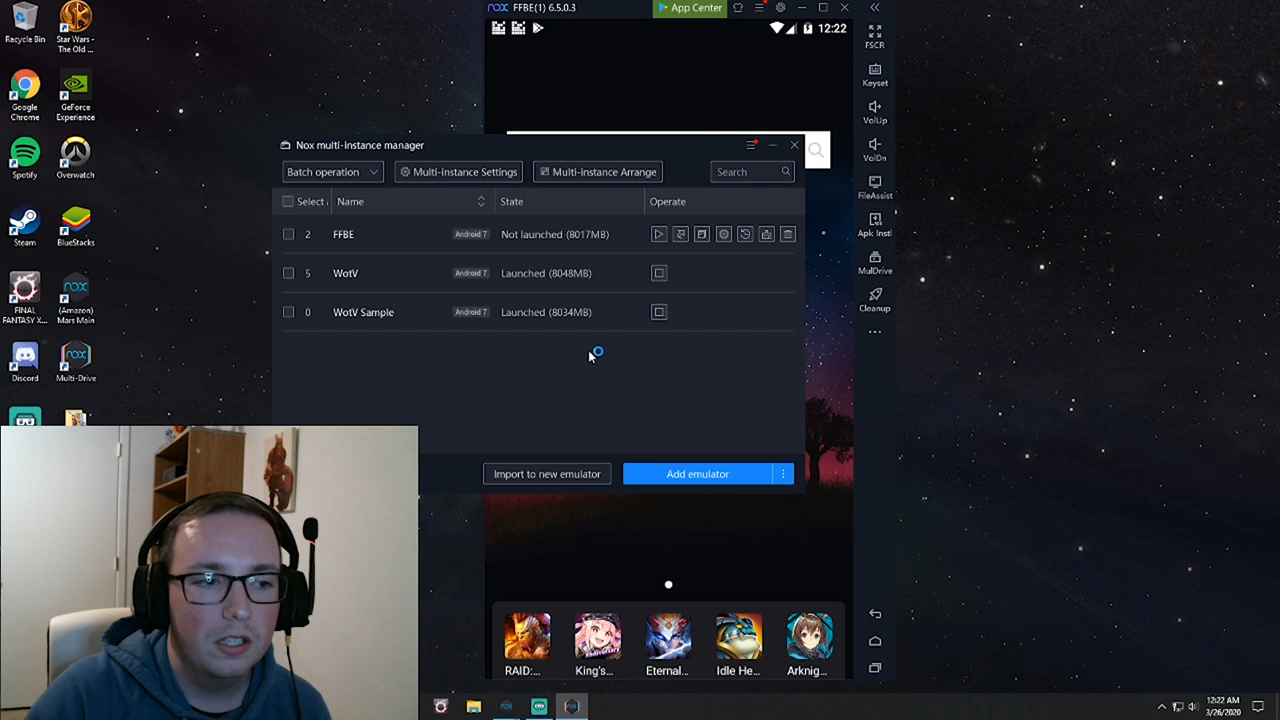 Recycle Bin
Star Wars - The Old ...
Google Chrome
GeForce Experience
Spotify
Overwatch
Steam
BlueStacks
FINAL FANTASY X...
(Amazon) Mars Main
Discord
Multi-Drive
nox FFBE(1) 6.5.0.3
App Center
12:22
FSCR
Keyset
VolUp
VolDn
FileAssist
Apk Instl
MulDrive
Cleanup
Nox multi-instance manager
Batch operation
Multi-instance Settings
Multi-instance Arrange
Search
Select
Name
State
Operate
2 FFBE Android 7 Not launched (8017MB)
5 WotV Android 7 Launched (8048MB)
0 WotV Sample Android 7 Launched (8034MB)
Import to new emulator
Add emulator
RAID:...
King's...
Eternal...
Idle He...
Arknig...
12:22 AM
3/26/2020